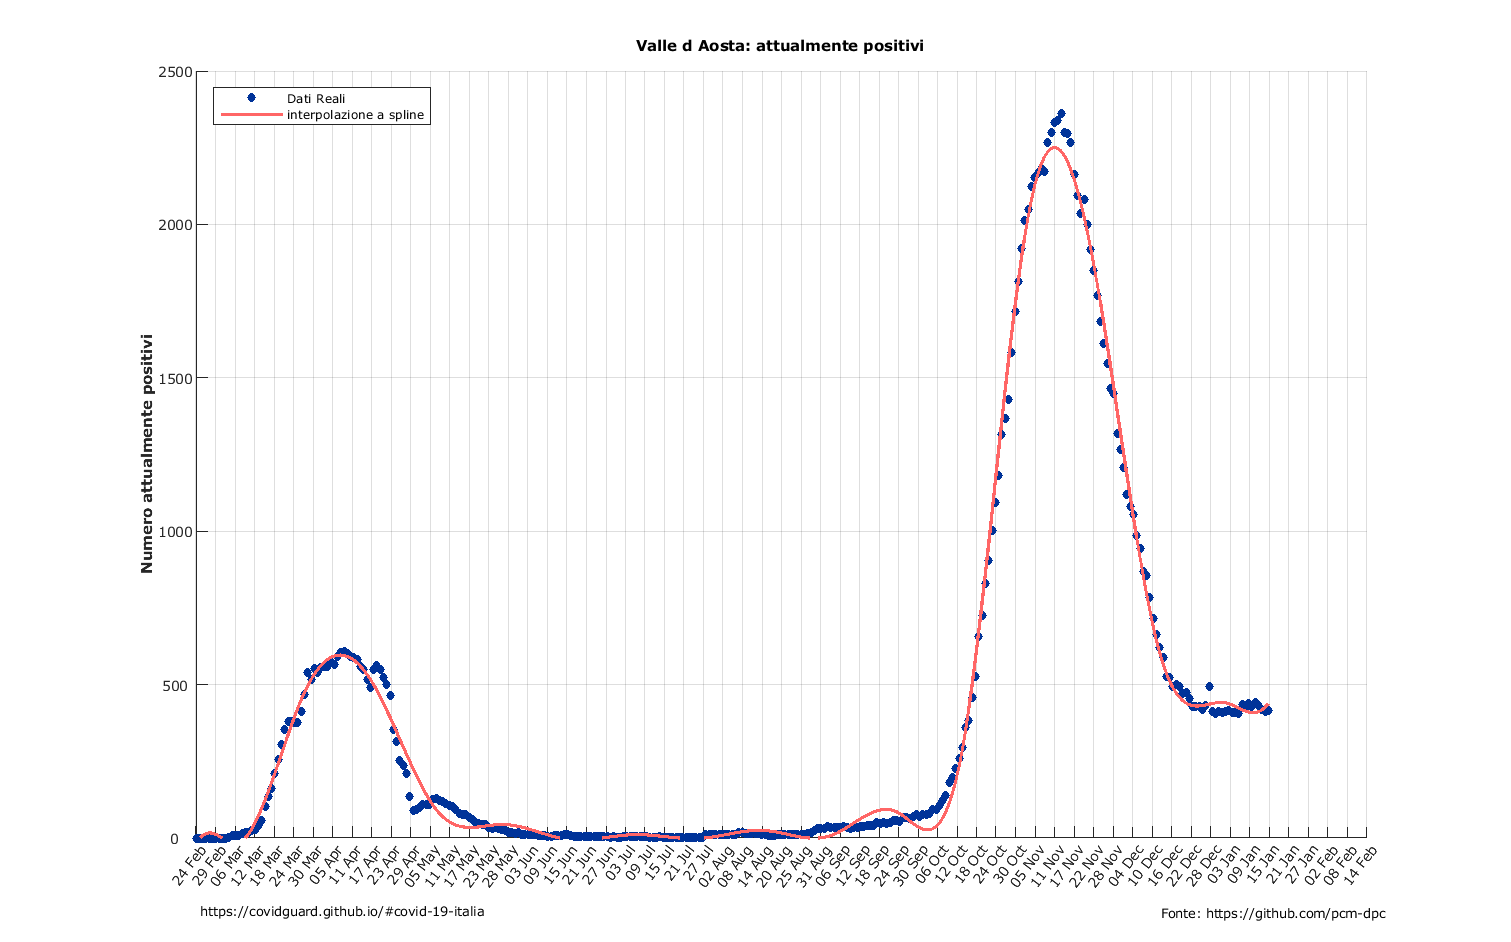 Valle d Aosta: attualmente positivi
Dati Reali
interpolazione a spline
Numero attualmente positivi
2500
2000
1500
1000
500
0
24 Feb
29 Feb
06 Mar
12 Mar
18 Mar
24 Mar
30 Mar
05 Apr
11 Apr
17 Apr
23 Apr
29 Apr
05 May
11 May
17 May
23 May
28 May
03 Jun
09 Jun
15 Jun
21 Jun
27 Jun
03 Jul
09 Jul
15 Jul
21 Jul
27 Jul
02 Aug
08 Aug
14 Aug
20 Aug
25 Aug
31 Aug
06 Sep
12 Sep
18 Sep
24 Sep
30 Sep
06 Oct
12 Oct
18 Oct
24 Oct
30 Oct
05 Nov
11 Nov
17 Nov
22 Nov
28 Nov
04 Dec
10 Dec
16 Dec
22 Dec
28 Dec
03 Jan
09 Jan
15 Jan
21 Jan
27 Jan
02 Feb
08 Feb
14 Feb
https://covidguard.github.io/#covid-19-italia
Fonte: https://github.com/pcm-dpc